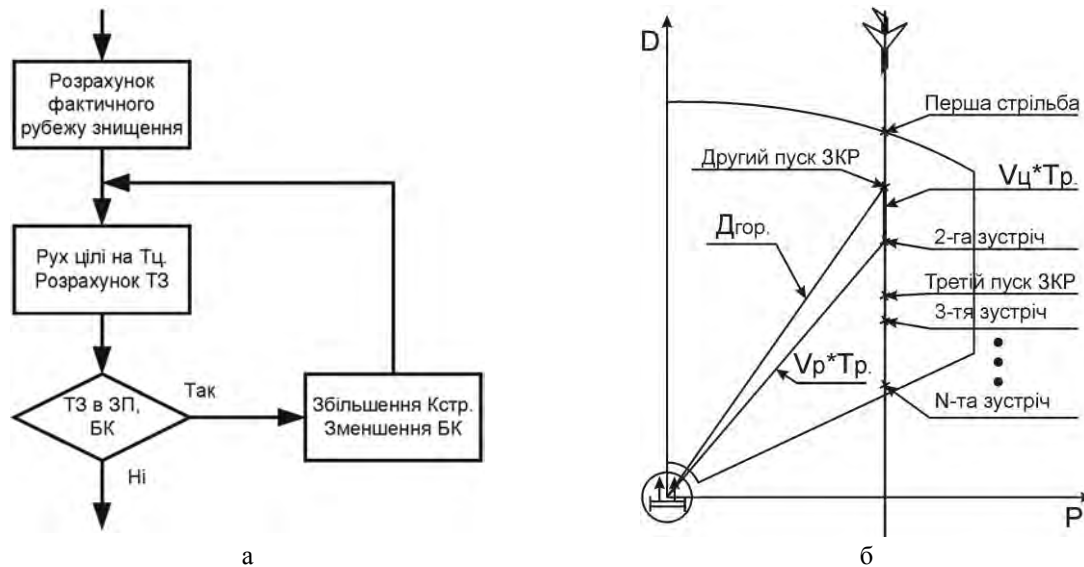 Розрахунок
фактичного
рубежу знищення
Рух цілі на Тц.
Розрахунок ТЗ
ТЗ в ЗП,
БК
Так
Ні
Збільшення Кстр.
Зменшення БК
а
D
Перша стрільба
Другий пуск ЗКР
Vц*Тр.
Дгор.
2-га зустріч
Третій пуск ЗКР
3-тя зустріч
Vр*Тр.
N-та зустріч
P
б